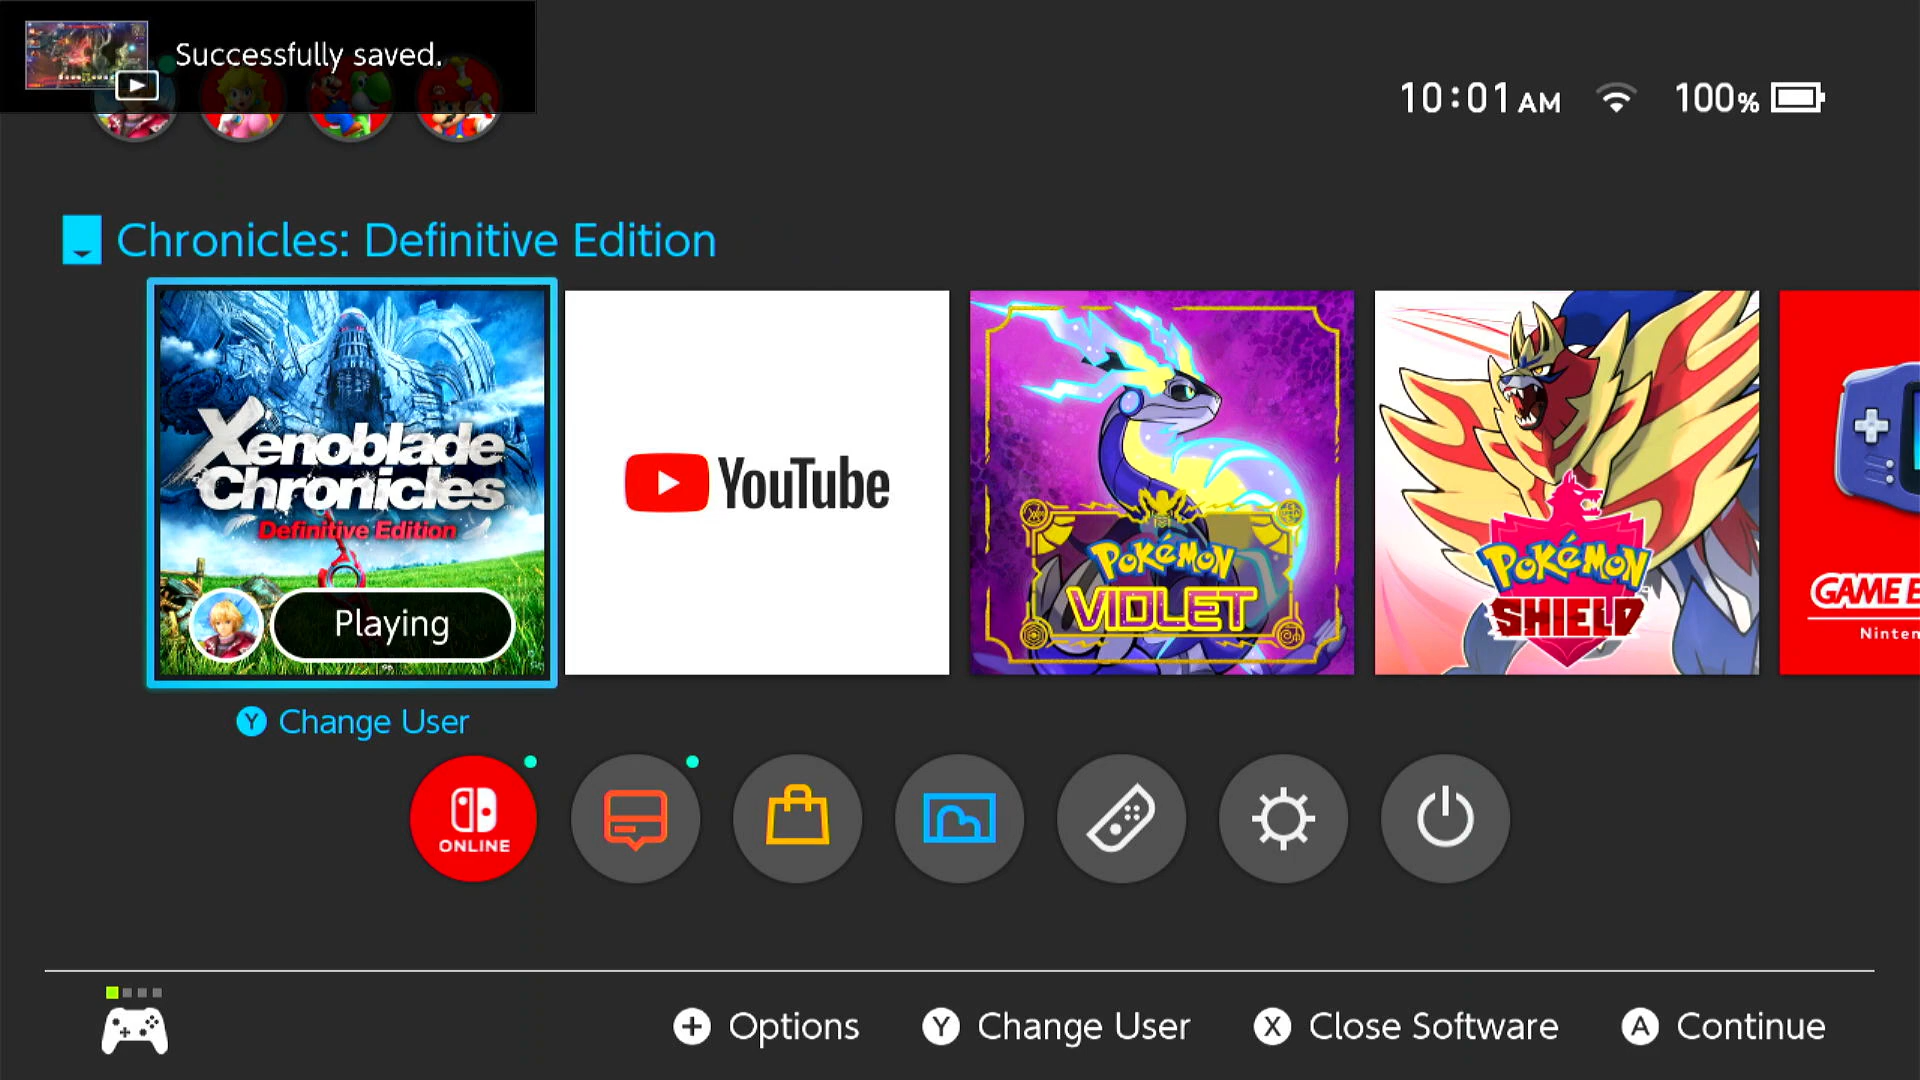 Successfully saved.
10:01 AM
100%
Chronicles: Definitive Edition
Xenoblade
Chronicles
Definitive Edition
Playing
YouTube
POKéMON
VIOLET
POKéMON
SHIELD
GAME
Y Change User
ONLINE
+ Options
Y Change User
X Close Software
A Continue